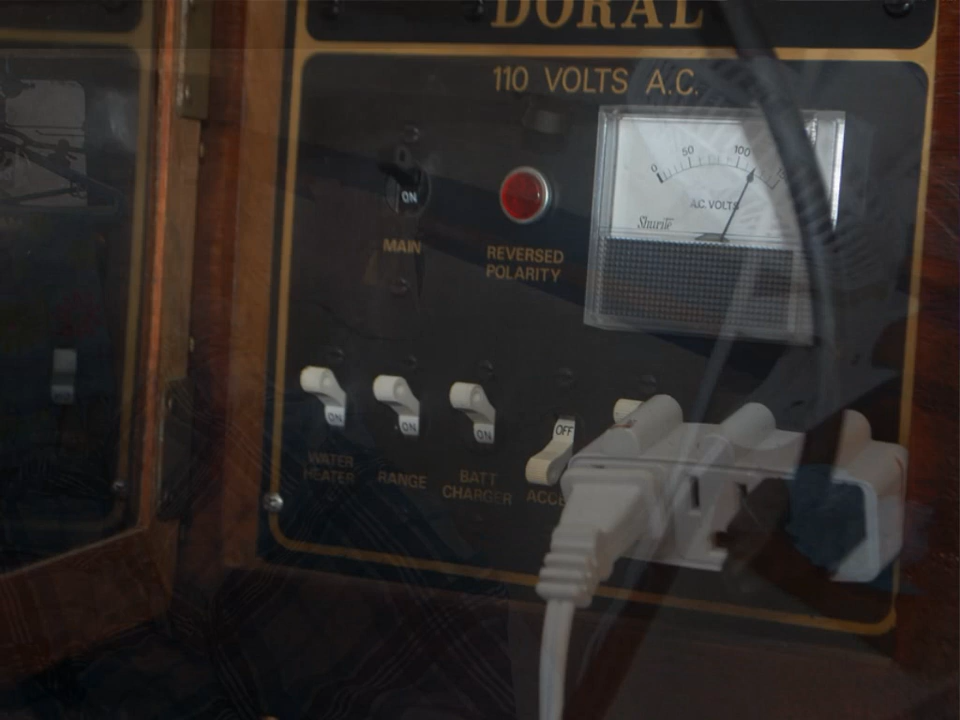 DORAL
110 VOLTS A.C.
0 50 100
A.C. VOLTS
Shurite
ON
MAIN
REVERSED
POLARITY
ON
ON
ON
OFF
WATER
HEATER
RANGE
BATT
CHARGER